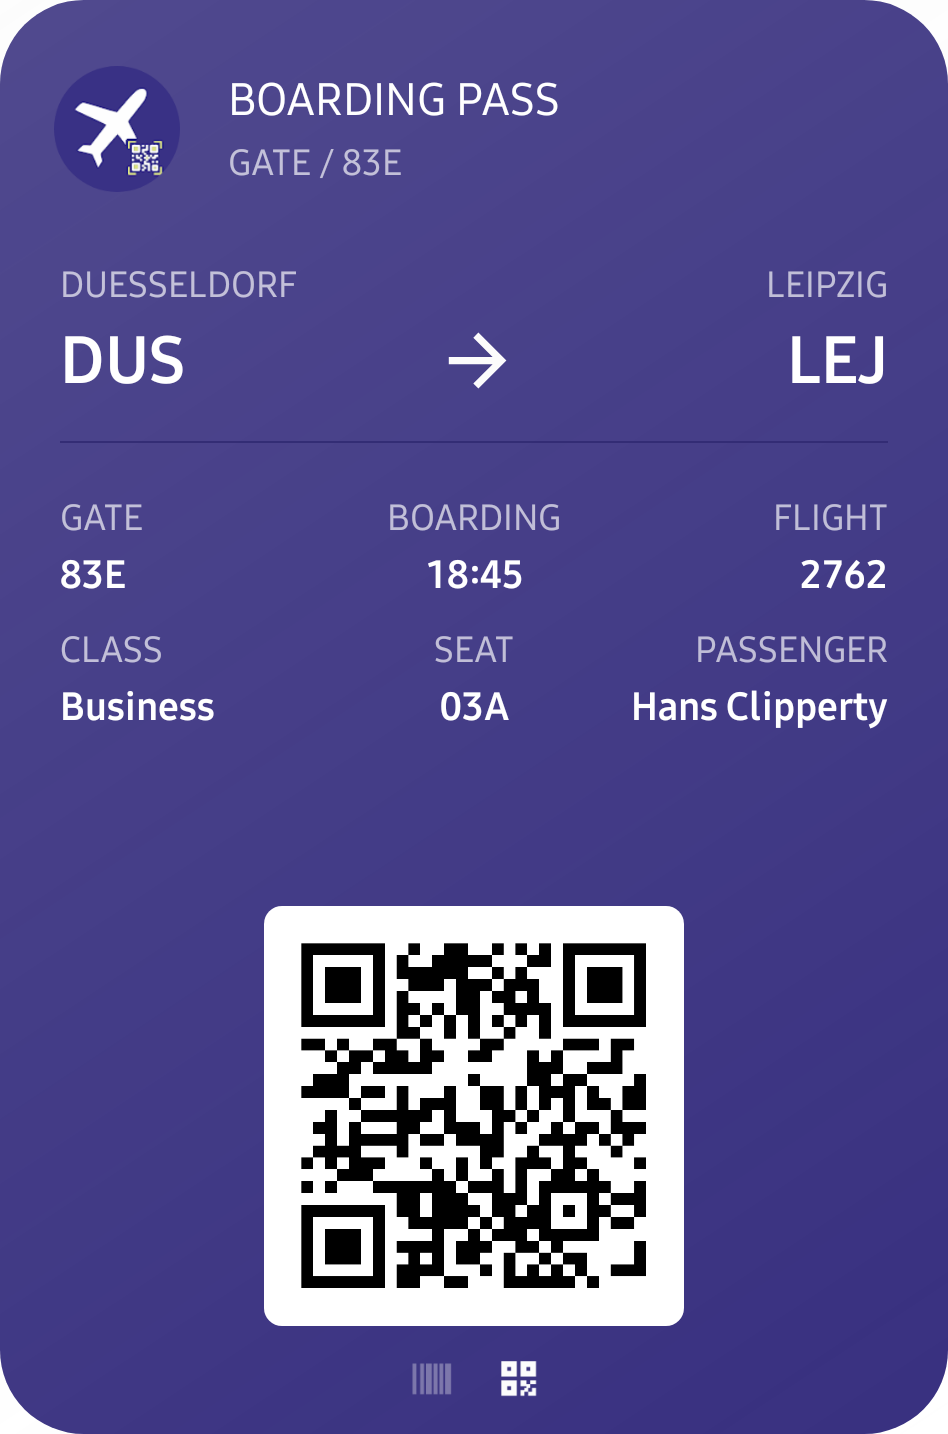 BOARDING PASS
GATE / 83E
DUESSELDORF LEIPZIG
DUS → LEJ
GATE BOARDING FLIGHT
83E 18:45 2762
CLASS SEAT PASSENGER
Business 03A Hans Clipperty